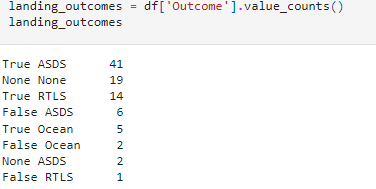 landing_outcomes = df['Outcome'].value_counts()
landing_outcomes
True ASDS 41
None None 19
True RTLS 14
False ASDS 6
True Ocean 5
False Ocean 2
None ASDS 2
False RTLS 1